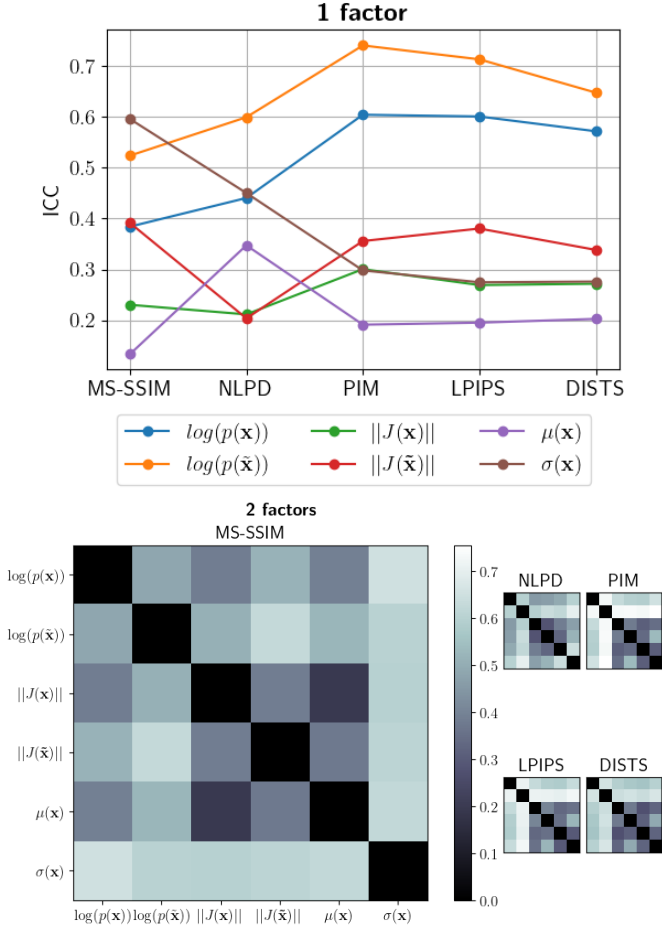 1 factor
ICC
0.7
0.6
0.5
0.4
0.3
0.2
MS-SSIM NLPD PIM LPIPS DISTS
log(p(𝐱)) ||J(𝐱)|| μ(𝐱)
log(p(𝐱̃)) ||J(𝐱̃)|| σ(𝐱)
2 factors
MS-SSIM
log(p(𝐱))
log(p(𝐱̃))
||J(𝐱)||
||J(𝐱̃)||
μ(𝐱)
σ(𝐱)
log(p(𝐱)) log(p(𝐱̃)) ||J(𝐱)|| ||J(𝐱̃)|| μ(𝐱) σ(𝐱)
0.7
0.6
0.5
0.4
0.3
0.2
0.1
0.0
NLPD PIM
LPIPS DISTS